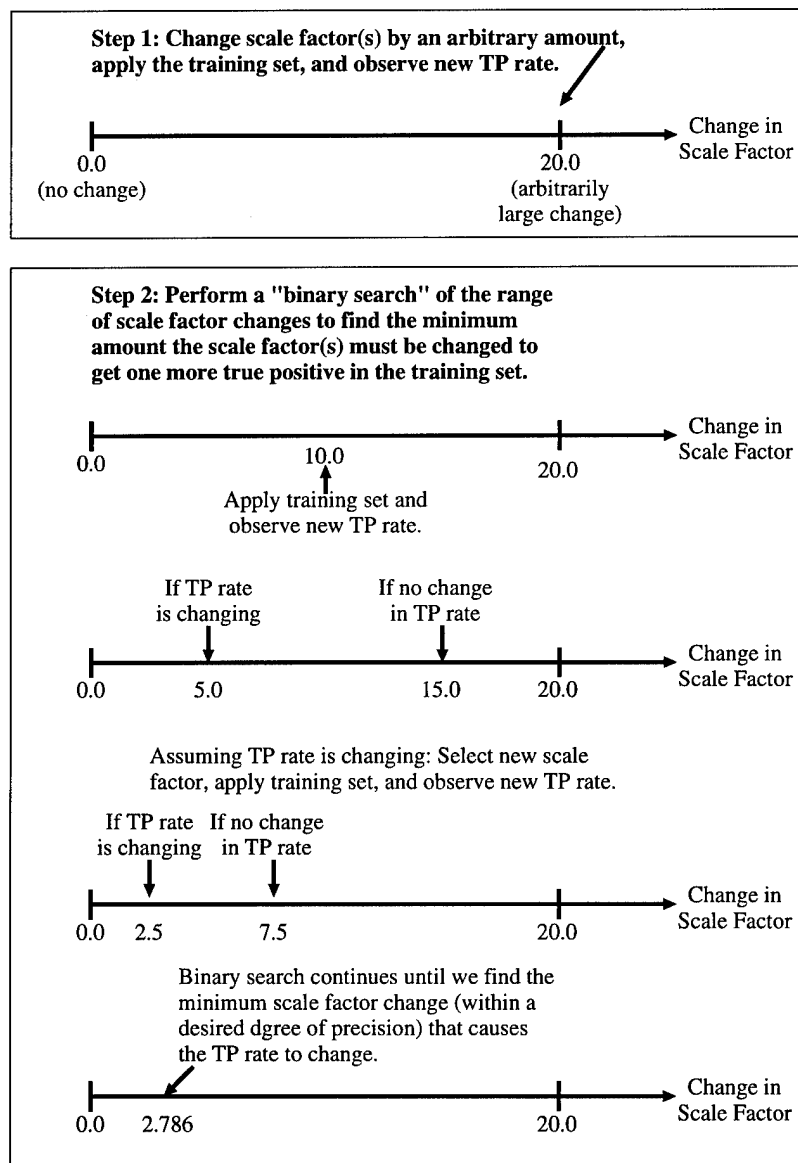 Step 1: Change scale factor(s) by an arbitrary amount,
apply the training set, and observe new TP rate.
Change in
Scale Factor
0.0
(no change)
20.0
(arbitrarily
large change)
Step 2: Perform a "binary search" of the range
of scale factor changes to find the minimum
amount the scale factor(s) must be changed to
get one more true positive in the training set.
Change in
Scale Factor
0.0
10.0
20.0
Apply training set and
observe new TP rate.
If TP rate
is changing
If no change
in TP rate
Change in
Scale Factor
0.0
5.0
15.0
20.0
Assuming TP rate is changing: Select new scale
factor, apply training set, and observe new TP rate.
If TP rate
is changing
If no change
in TP rate
Change in
Scale Factor
0.0
2.5
7.5
20.0
Binary search continues until we find the
minimum scale factor change (within a
desired dgree of precision) that causes
the TP rate to change.
Change in
Scale Factor
0.0
2.786
20.0